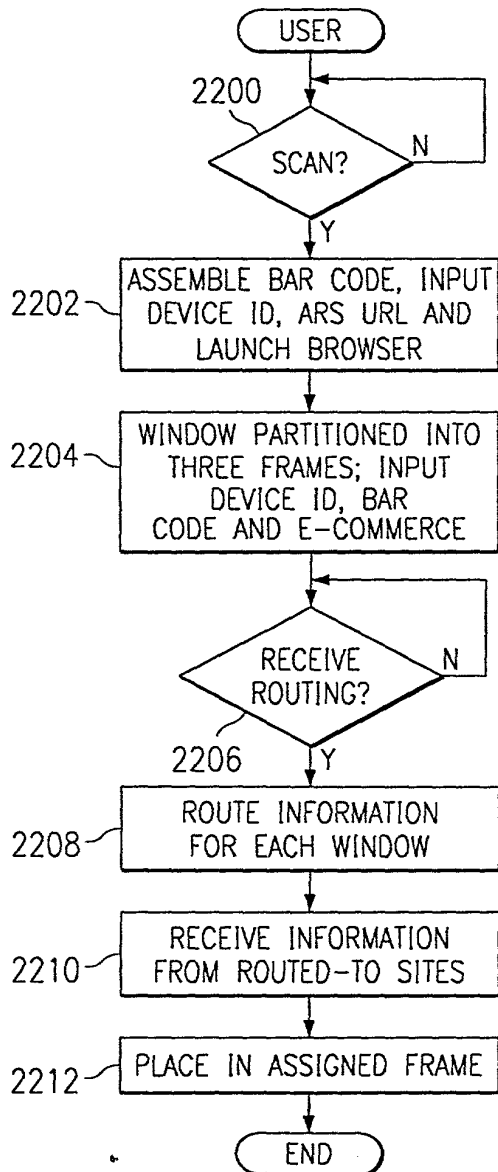 USER
2200
SCAN?
N
Y
2202
ASSEMBLE BAR CODE, INPUT
DEVICE ID, ARS URL AND
LAUNCH BROWSER
2204
WINDOW PARTITIONED INTO
THREE FRAMES; INPUT
DEVICE ID, BAR
CODE AND E-COMMERCE
RECEIVE
ROUTING?
N
2206
Y
2208
ROUTE INFORMATION
FOR EACH WINDOW
2210
RECEIVE INFORMATION
FROM ROUTED-TO SITES
2212
PLACE IN ASSIGNED FRAME
END